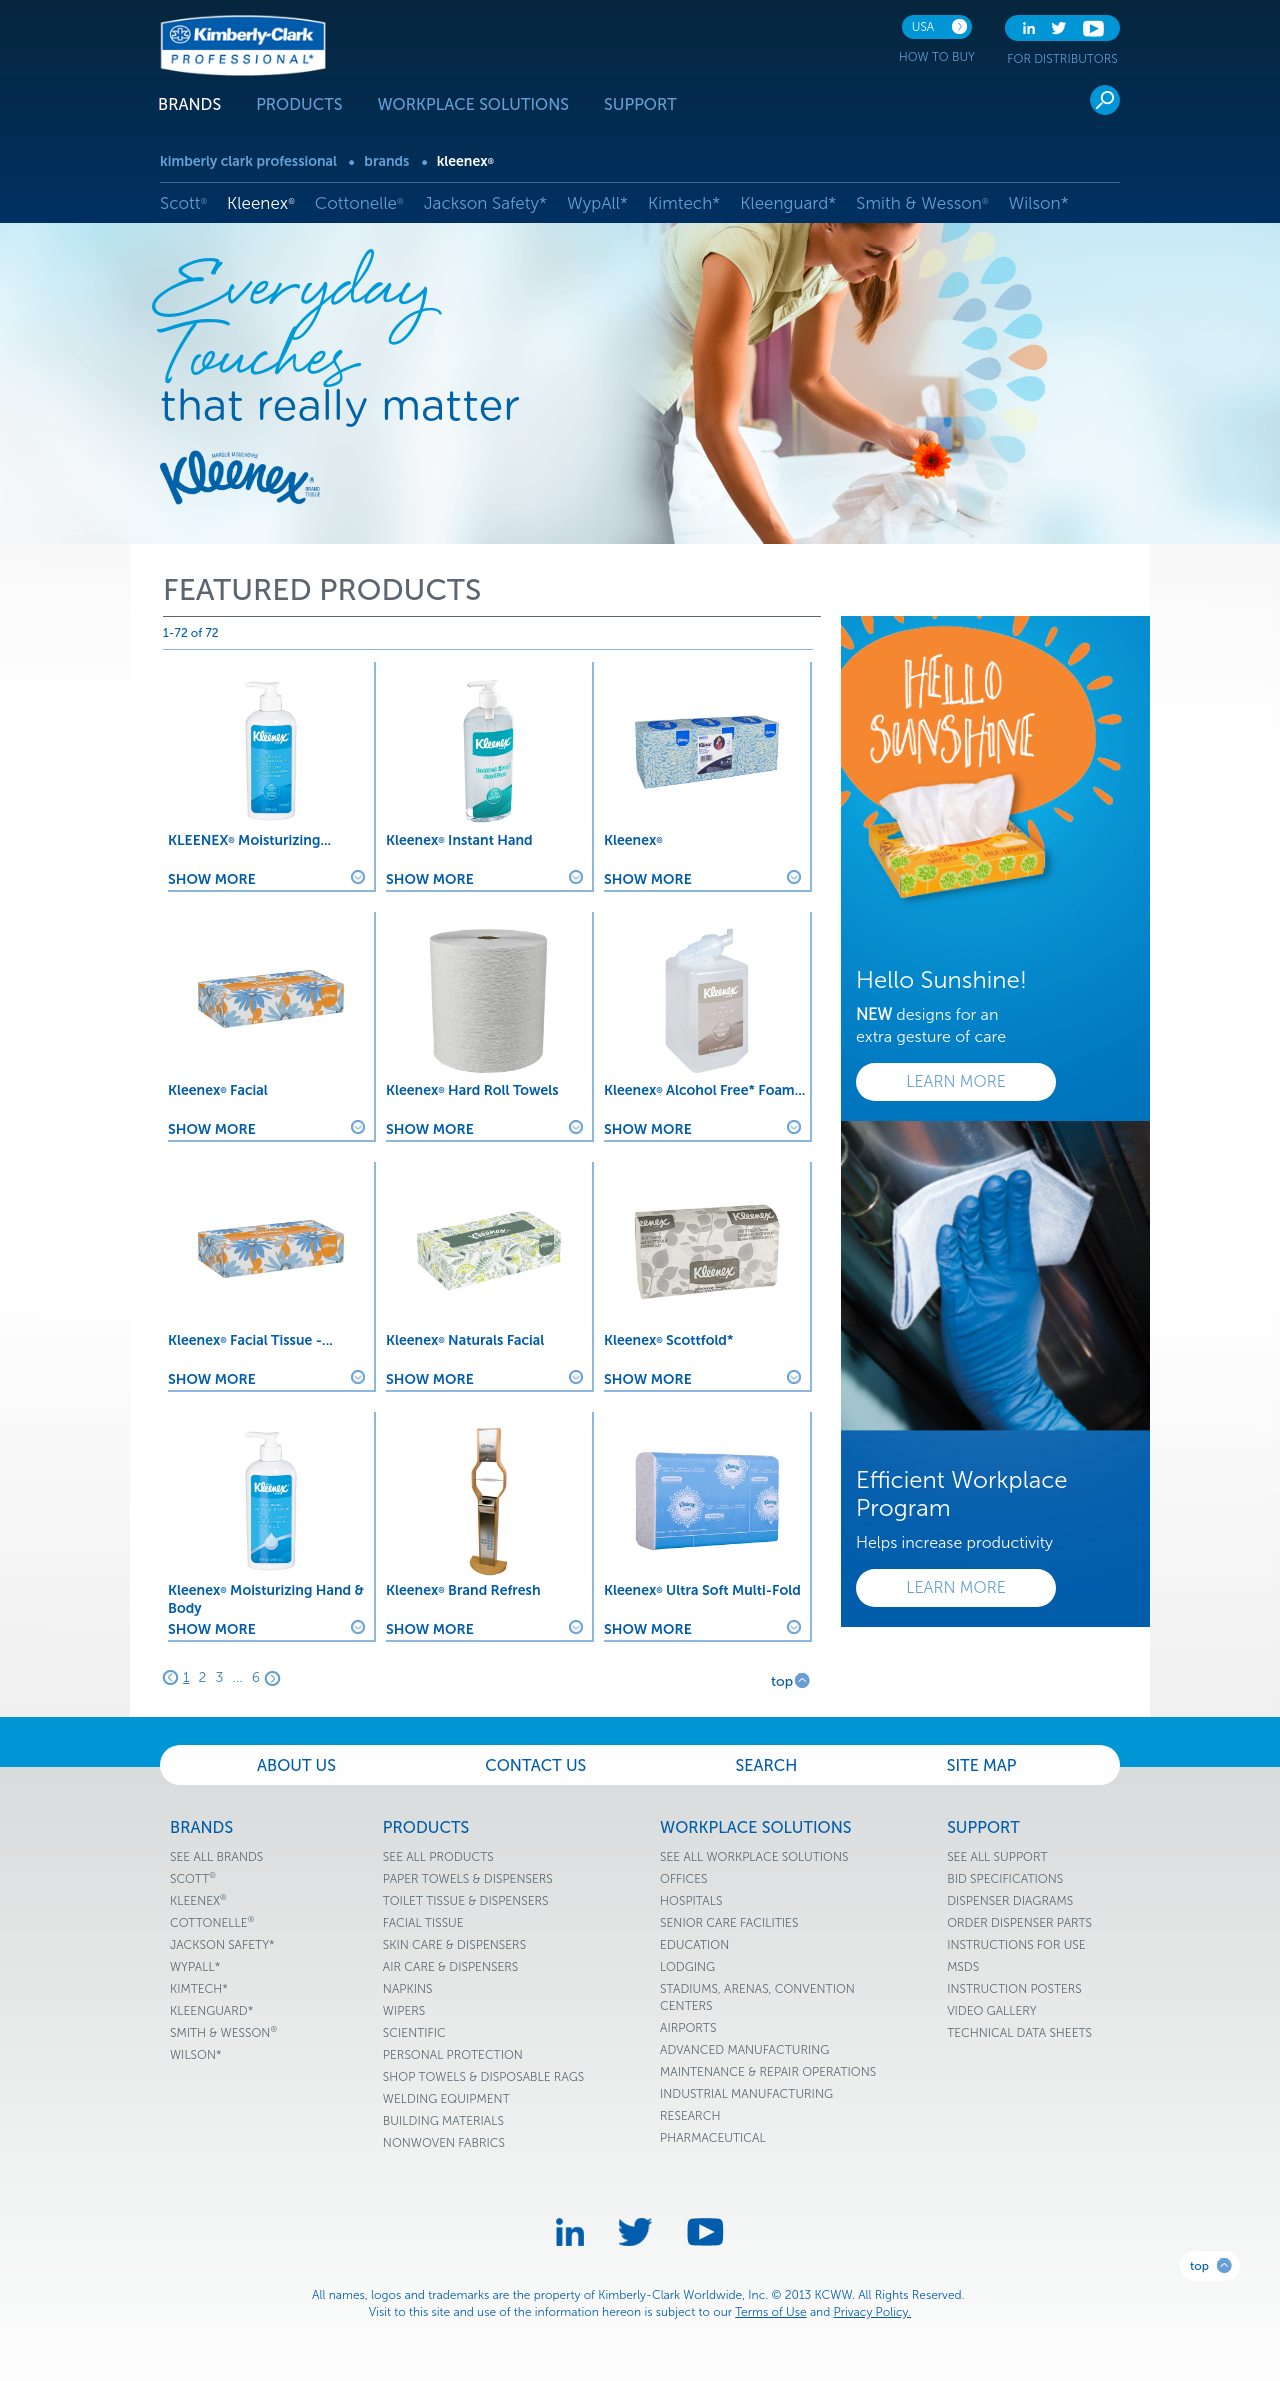 Kimberly-Clark
PROFESSIONAL*
USA
HOW TO BUY
FOR DISTRIBUTORS
BRANDS PRODUCTS WORKPLACE SOLUTIONS SUPPORT
kimberly clark professional • brands • kleenex®
Scott® Kleenex® Cottonelle® Jackson Safety* WypAll* Kimtech* Kleenguard* Smith & Wesson® Wilson*
Everyday
Touches
that really matter
MARQUE MOUCHOIRS
Kleenex®
BRAND
TISSUE
FEATURED PRODUCTS
1-72 of 72
KLEENEX® Moisturizing...
SHOW MORE
Kleenex® Instant Hand
SHOW MORE
Kleenex®
SHOW MORE
Kleenex® Facial
SHOW MORE
Kleenex® Hard Roll Towels
SHOW MORE
Kleenex® Alcohol Free* Foam...
SHOW MORE
Kleenex® Facial Tissue -...
SHOW MORE
Kleenex® Naturals Facial
SHOW MORE
Kleenex® Scottfold*
SHOW MORE
Kleenex® Moisturizing Hand &
Body
SHOW MORE
Kleenex® Brand Refresh
SHOW MORE
Kleenex® Ultra Soft Multi-Fold
SHOW MORE
1 2 3 ... 6
top
HELLO
SUNSHINE
Hello Sunshine!
NEW designs for an
extra gesture of care
LEARN MORE
Efficient Workplace
Program
Helps increase productivity
LEARN MORE
ABOUT US CONTACT US SEARCH SITE MAP
BRANDS
SEE ALL BRANDS
SCOTT®
KLEENEX®
COTTONELLE®
JACKSON SAFETY*
WYPALL*
KIMTECH*
KLEENGUARD*
SMITH & WESSON®
WILSON*
PRODUCTS
SEE ALL PRODUCTS
PAPER TOWELS & DISPENSERS
TOILET TISSUE & DISPENSERS
FACIAL TISSUE
SKIN CARE & DISPENSERS
AIR CARE & DISPENSERS
NAPKINS
WIPERS
SCIENTIFIC
PERSONAL PROTECTION
SHOP TOWELS & DISPOSABLE RAGS
WELDING EQUIPMENT
BUILDING MATERIALS
NONWOVEN FABRICS
WORKPLACE SOLUTIONS
SEE ALL WORKPLACE SOLUTIONS
OFFICES
HOSPITALS
SENIOR CARE FACILITIES
EDUCATION
LODGING
STADIUMS, ARENAS, CONVENTION
CENTERS
AIRPORTS
ADVANCED MANUFACTURING
MAINTENANCE & REPAIR OPERATIONS
INDUSTRIAL MANUFACTURING
RESEARCH
PHARMACEUTICAL
SUPPORT
SEE ALL SUPPORT
BID SPECIFICATIONS
DISPENSER DIAGRAMS
ORDER DISPENSER PARTS
INSTRUCTIONS FOR USE
MSDS
INSTRUCTION POSTERS
VIDEO GALLERY
TECHNICAL DATA SHEETS
top
All names, logos and trademarks are the property of Kimberly-Clark Worldwide, Inc. © 2013 KCWW. All Rights Reserved.
Visit to this site and use of the information hereon is subject to our Terms of Use and Privacy Policy.